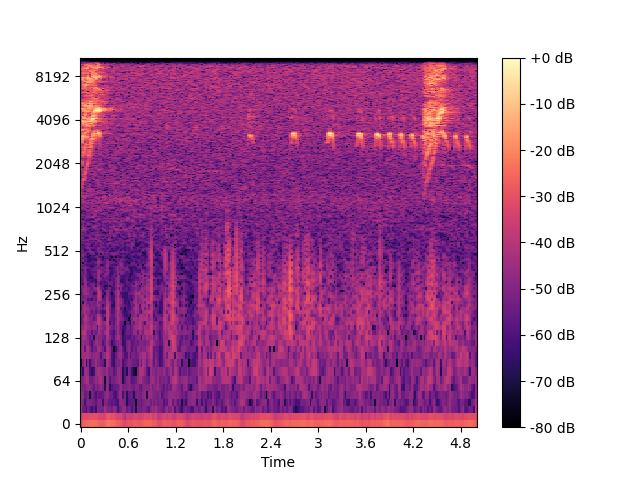 8192
4096
2048
1024
512
256
128
64
0
Hz
0 0.6 1.2 1.8 2.4 3 3.6 4.2 4.8
Time
+0 dB
-10 dB
-20 dB
-30 dB
-40 dB
-50 dB
-60 dB
-70 dB
-80 dB